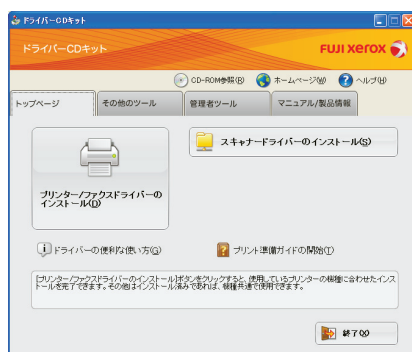 ドライバーCDキット
ドライバーCDキット
FUJI XEROX
CD-ROM参照(R)
ホームページ(W)
ヘルプ(H)
トップページ
その他のツール
管理者ツール
マニュアル/製品情報
プリンター/ファクスドライバーの
インストール(D)
スキャナードライバーのインストール(S)
ドライバーの便利な使い方(G)
プリント準備ガイドの開始(T)
[プリンター/ファクスドライバーのインストール]ボタンをクリックすると、使用しているプリンターの機種に合わせたインス
トールを完了できます。その他はインストール済みであれば、機種共通で使用できます。
終了(X)